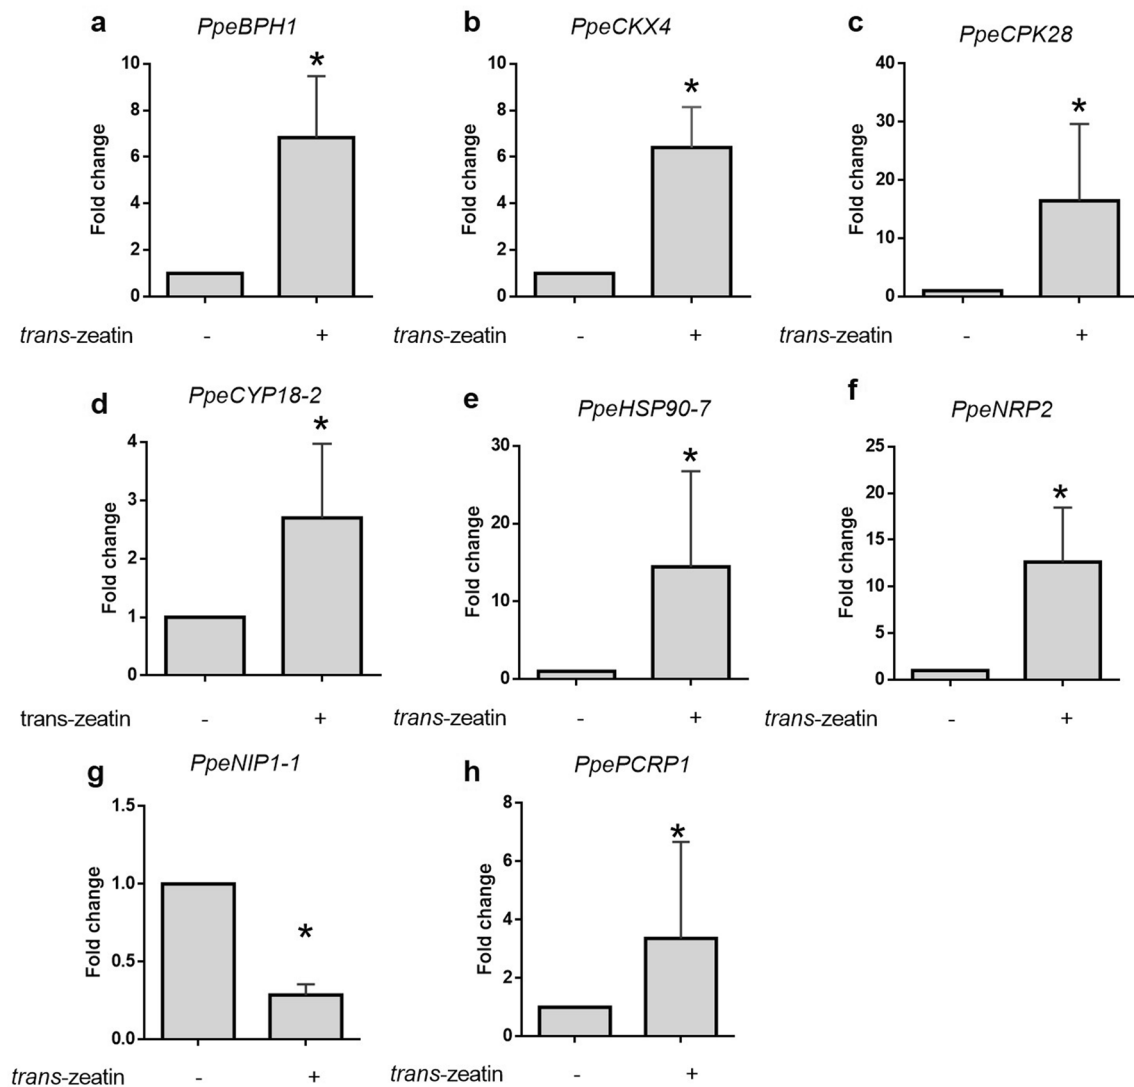 a
PpeBPH1
10
8
6
4
2
0
Fold change
*
trans-zeatin - +
b
PpeCKX4
10
8
6
4
2
0
Fold change
*
trans-zeatin - +
c
PpeCPK28
40
30
20
10
0
Fold change
*
trans-zeatin - +
d
PpeCYP18-2
4
3
2
1
0
Fold change
*
trans-zeatin - +
e
PpeHSP90-7
30
20
10
0
Fold change
*
trans-zeatin - +
f
PpeNRP2
25
20
15
10
5
0
Fold change
*
trans-zeatin - +
g
PpeNIP1-1
1.5
1.0
0.5
0.0
Fold change
*
trans-zeatin - +
h
PpePCRP1
8
6
4
2
0
Fold change
*
trans-zeatin - +